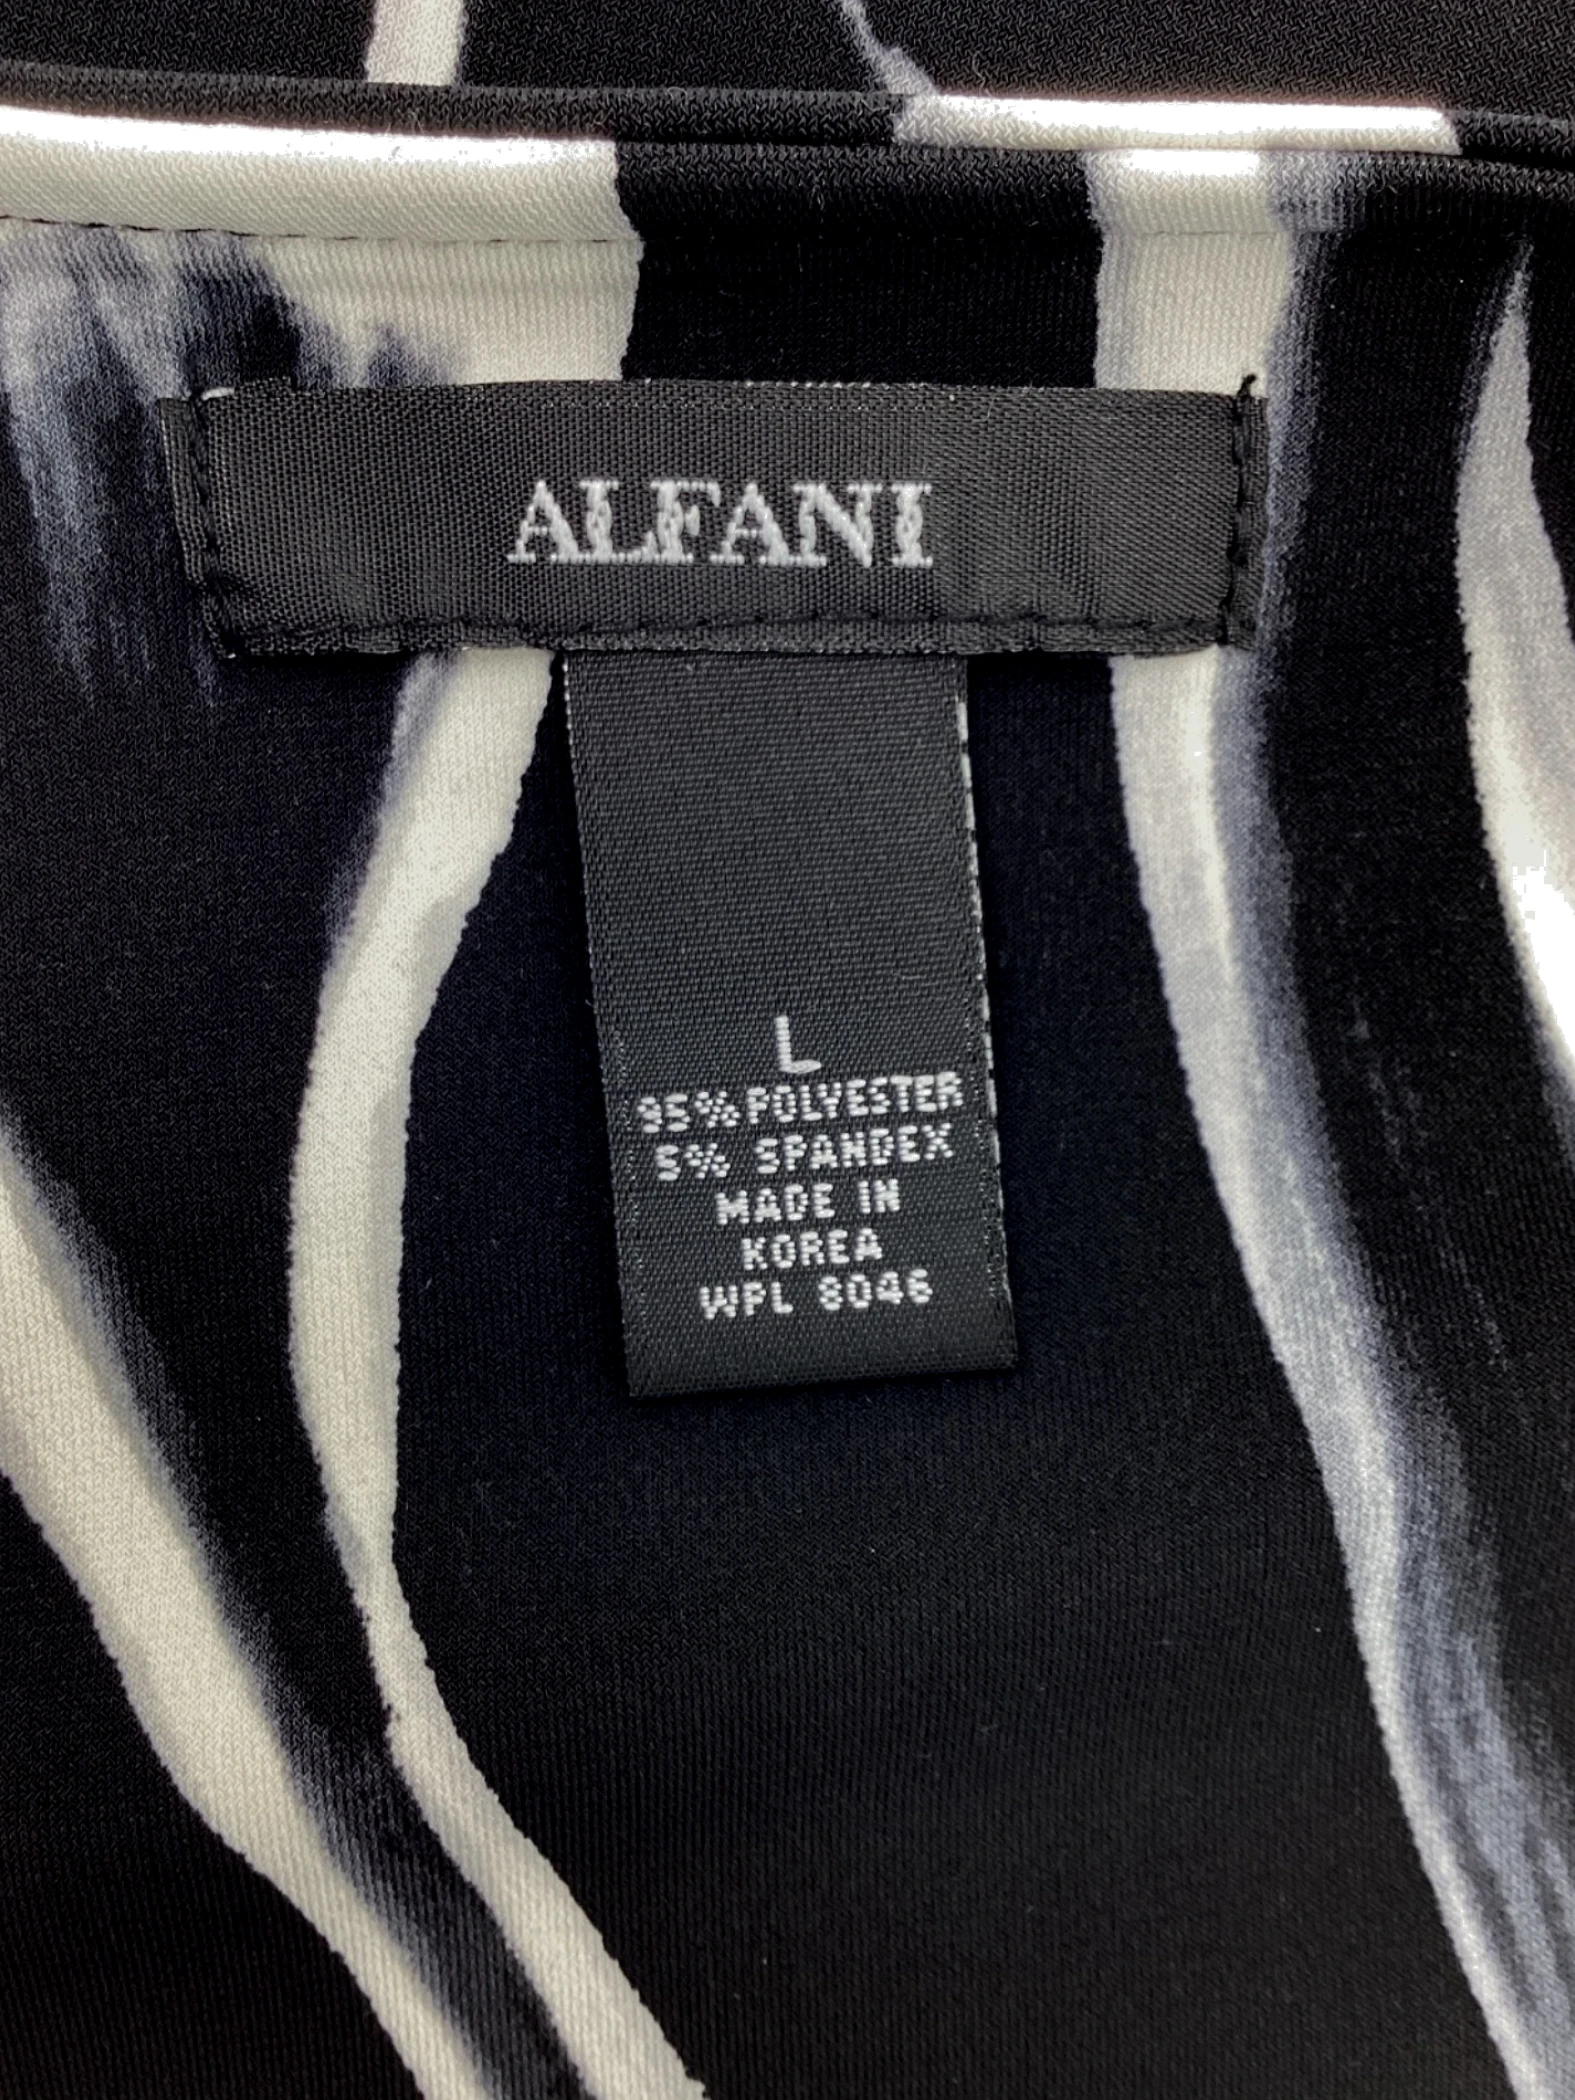 ALFANI
L
95% POLYESTER
5% SPANDEX
MADE IN
KOREA
WPL 8046